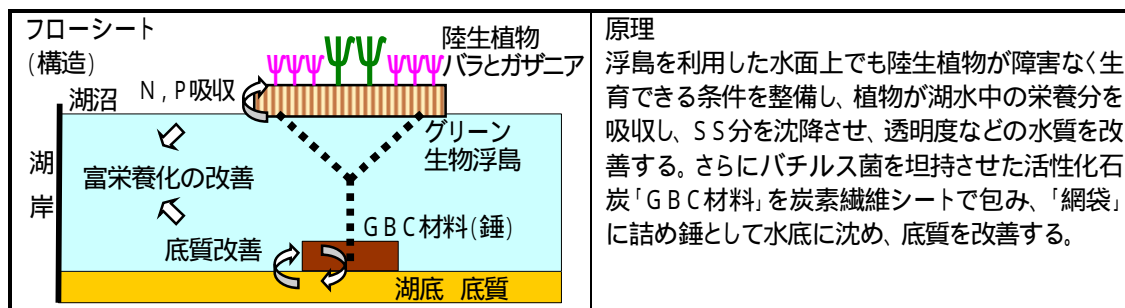 フローシート
(構造)
陸生植物
バラとガザニア
湖沼
N,P吸収
グリーン
生物浮島
湖岸
富栄養化の改善
GBC材料(錘)
底質改善
湖底 底質
原理
浮島を利用した水面上でも陸生植物が障害なく生
育できる条件を整備し、植物が湖水中の栄養分を
吸収し、SS分を沈降させ、透明度などの水質を改
善する。さらにバチルス菌を坦持させた活性化石
炭「GBC材料」を炭素繊維シートで包み、「網袋」
に詰め錘として水底に沈め、底質を改善する。